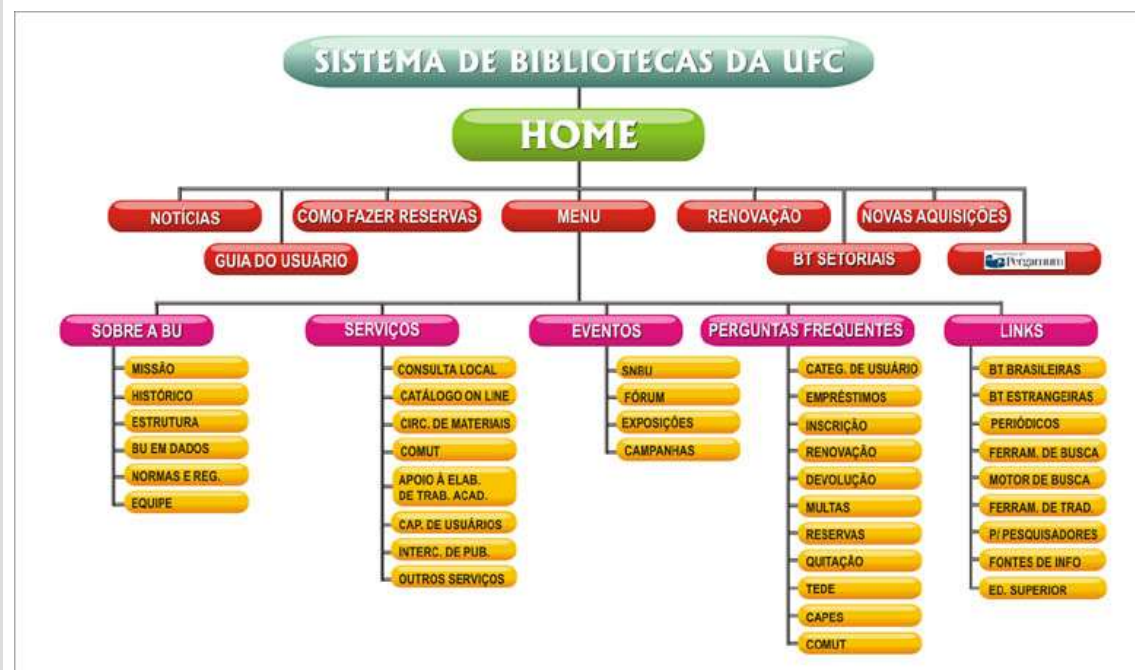 SISTEMA DE BIBLIOTECAS DA UFC
HOME
NOTÍCIAS
COMO FAZER RESERVAS
MENU
RENOVAÇÃO
NOVAS AQUISIÇÕES
GUIA DO USUÁRIO
BT SETORIAIS
Pergamum
SOBRE A BU
MISSÃO
HISTÓRICO
ESTRUTURA
BU EM DADOS
NORMAS E REG.
EQUIPE
SERVIÇOS
CONSULTA LOCAL
CATÁLOGO ON LINE
CIRC. DE MATERIAIS
COMUT
APOIO À ELAB.
DE TRAB. ACAD.
CAP. DE USUÁRIOS
INTERC. DE PUB.
OUTROS SERVIÇOS
EVENTOS
SNBU
FÓRUM
EXPOSIÇÕES
CAMPANHAS
PERGUNTAS FREQUENTES
CATEG. DE USUÁRIO
EMPRÉSTIMOS
INSCRIÇÃO
RENOVAÇÃO
DEVOLUÇÃO
MULTAS
RESERVAS
QUITAÇÃO
TEDE
CAPES
COMUT
LINKS
BT BRASILEIRAS
BT ESTRANGEIRAS
PERIÓDICOS
FERRAM. DE BUSCA
MOTOR DE BUSCA
FERRAM. DE TRAD.
P/ PESQUISADORES
FONTES DE INFO
ED. SUPERIOR